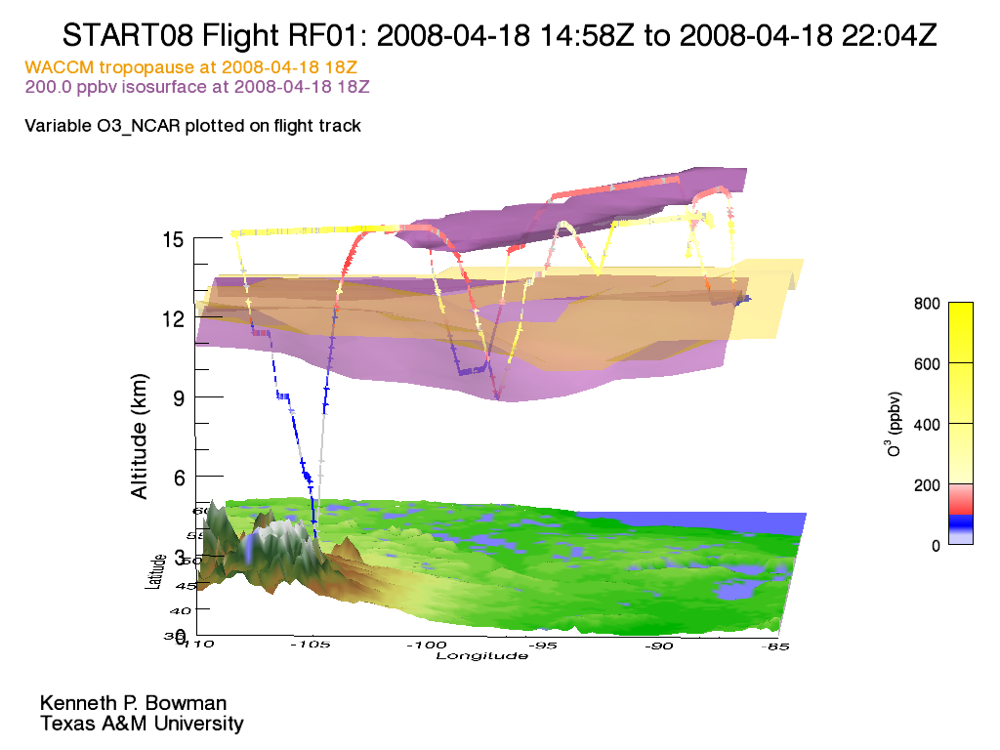 START08 Flight RF01: 2008-04-18 14:58Z to 2008-04-18 22:04Z
WACCM tropopause at 2008-04-18 18Z
200.0 ppbv isosurface at 2008-04-18 18Z
Variable O3_NCAR plotted on flight track
15
12
9
6
3
0
Altitude (km)
60
55
50
45
40
30
Latitude
-110
-105
-100
-95
-90
-85
Longitude
800
600
400
200
0
O3 (ppbv)
Kenneth P. Bowman
Texas A&M University